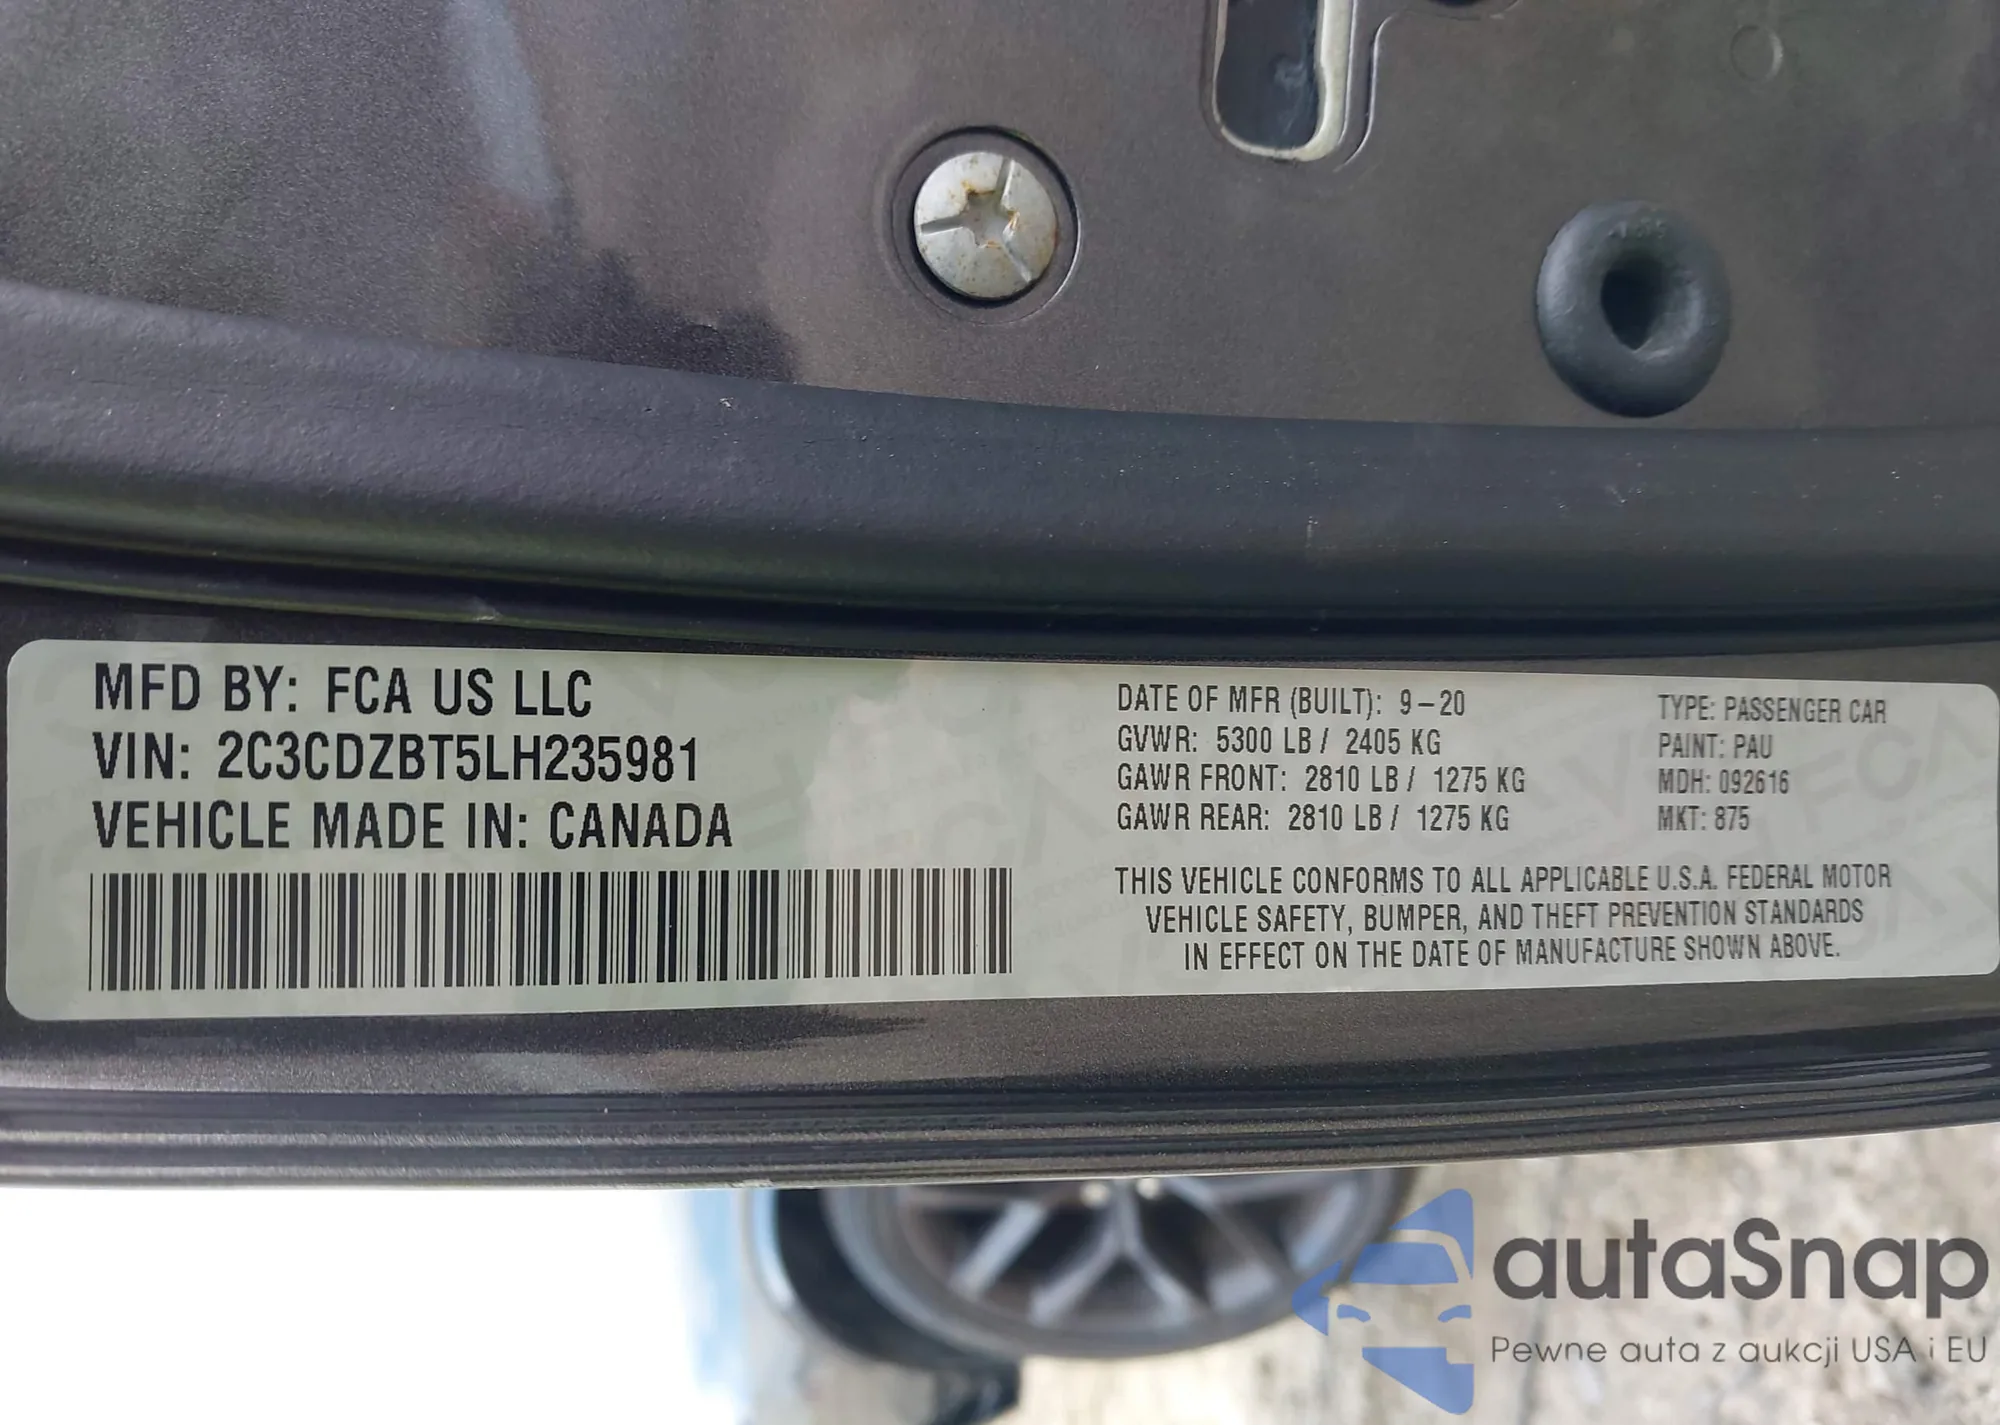 MFD BY: FCA US LLC
VIN: 2C3CDZBT5LH235981
VEHICLE MADE IN: CANADA
DATE OF MFR (BUILT): 9-20
GVWR: 5300 LB / 2405 KG
GAWR FRONT: 2810 LB / 1275 KG
GAWR REAR: 2810 LB / 1275 KG
TYPE: PASSENGER CAR
PAINT: PAU
MDH: 092616
MKT: 875
THIS VEHICLE CONFORMS TO ALL APPLICABLE U.S.A. FEDERAL MOTOR
VEHICLE SAFETY, BUMPER, AND THEFT PREVENTION STANDARDS
IN EFFECT ON THE DATE OF MANUFACTURE SHOWN ABOVE.
autaSnap
Pewne auta z aukcji USA i EU